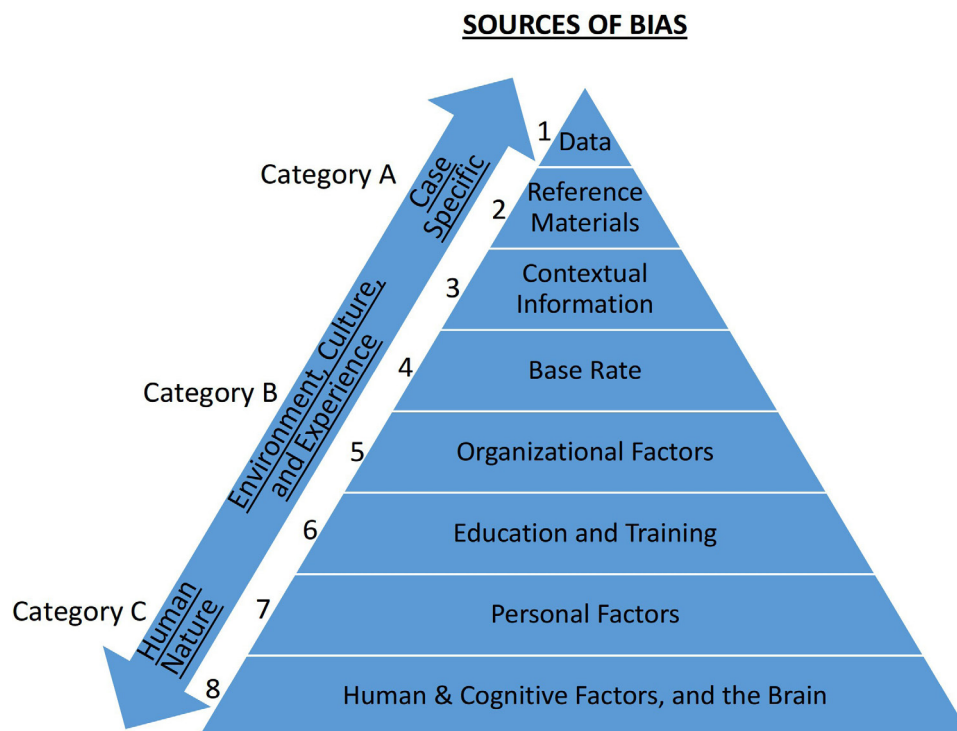 SOURCES OF BIAS
1
Data
Category A
Case
Specific
2
Reference
Materials
3
Contextual
Information
Category B
Environment, Culture,
and Experience
4
Base Rate
5
Organizational Factors
6
Education and Training
Category C
Human
Nature
7
Personal Factors
8
Human & Cognitive Factors, and the Brain